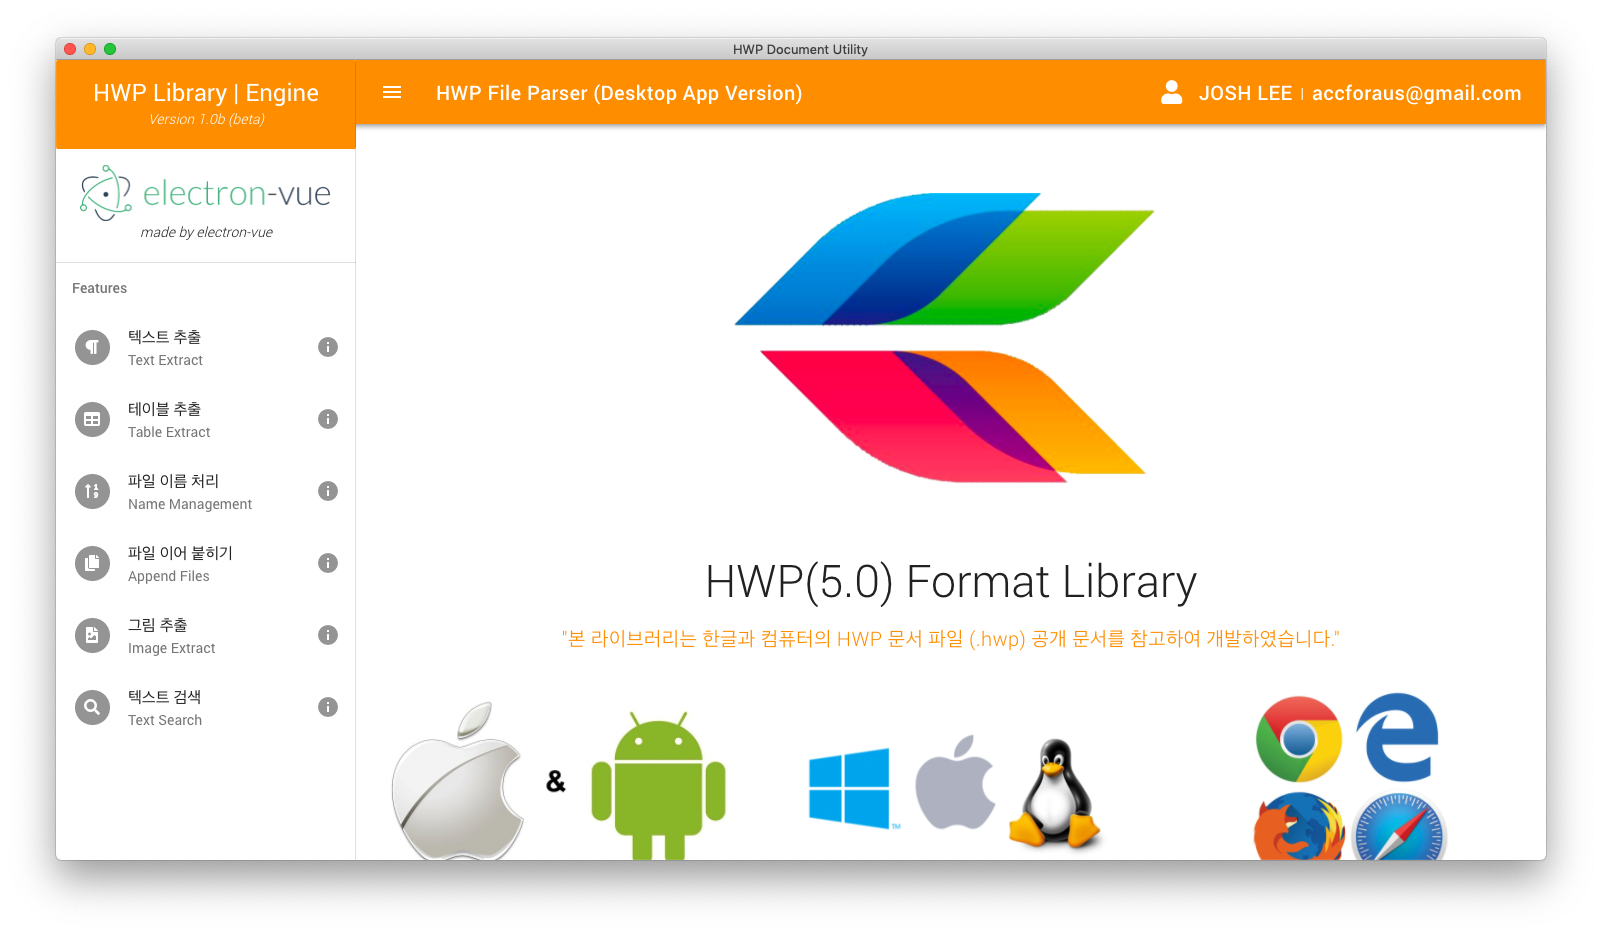 HWP Document Utility
HWP Library | Engine
Version 1.0b (beta)
HWP File Parser (Desktop App Version)
JOSH LEE | accforaus@gmail.com
electron-vue
made by electron-vue
Features
텍스트 추출
Text Extract
테이블 추출
Table Extract
파일 이름 처리
Name Management
파일 이어 붙히기
Append Files
그림 추출
Image Extract
텍스트 검색
Text Search
HWP(5.0) Format Library
"본 라이브러리는 한글과 컴퓨터의 HWP 문서 파일 (.hwp) 공개 문서를 참고하여 개발하였습니다."
&
TM